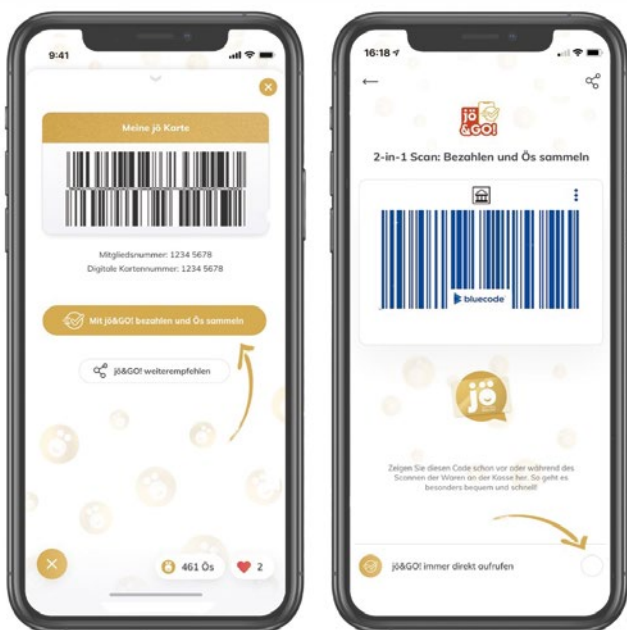 9:41
Meine jö Karte
Mitgliedsnummer: 1234 5678
Digitale Kartennummer: 1234 5678
Mit jö&GO! bezahlen und Ös sammeln
jö&GO! weiterempfehlen
461 Ös
2
16:18
jö
&GO!
2-in-1 Scan: Bezahlen und Ös sammeln
bluecode
jö
Zeigen Sie diesen Code schon vor oder während des
Scannen der Waren an der Kasse her. So geht es
besonders bequem und schnell!
jö&GO! immer direkt aufrufen